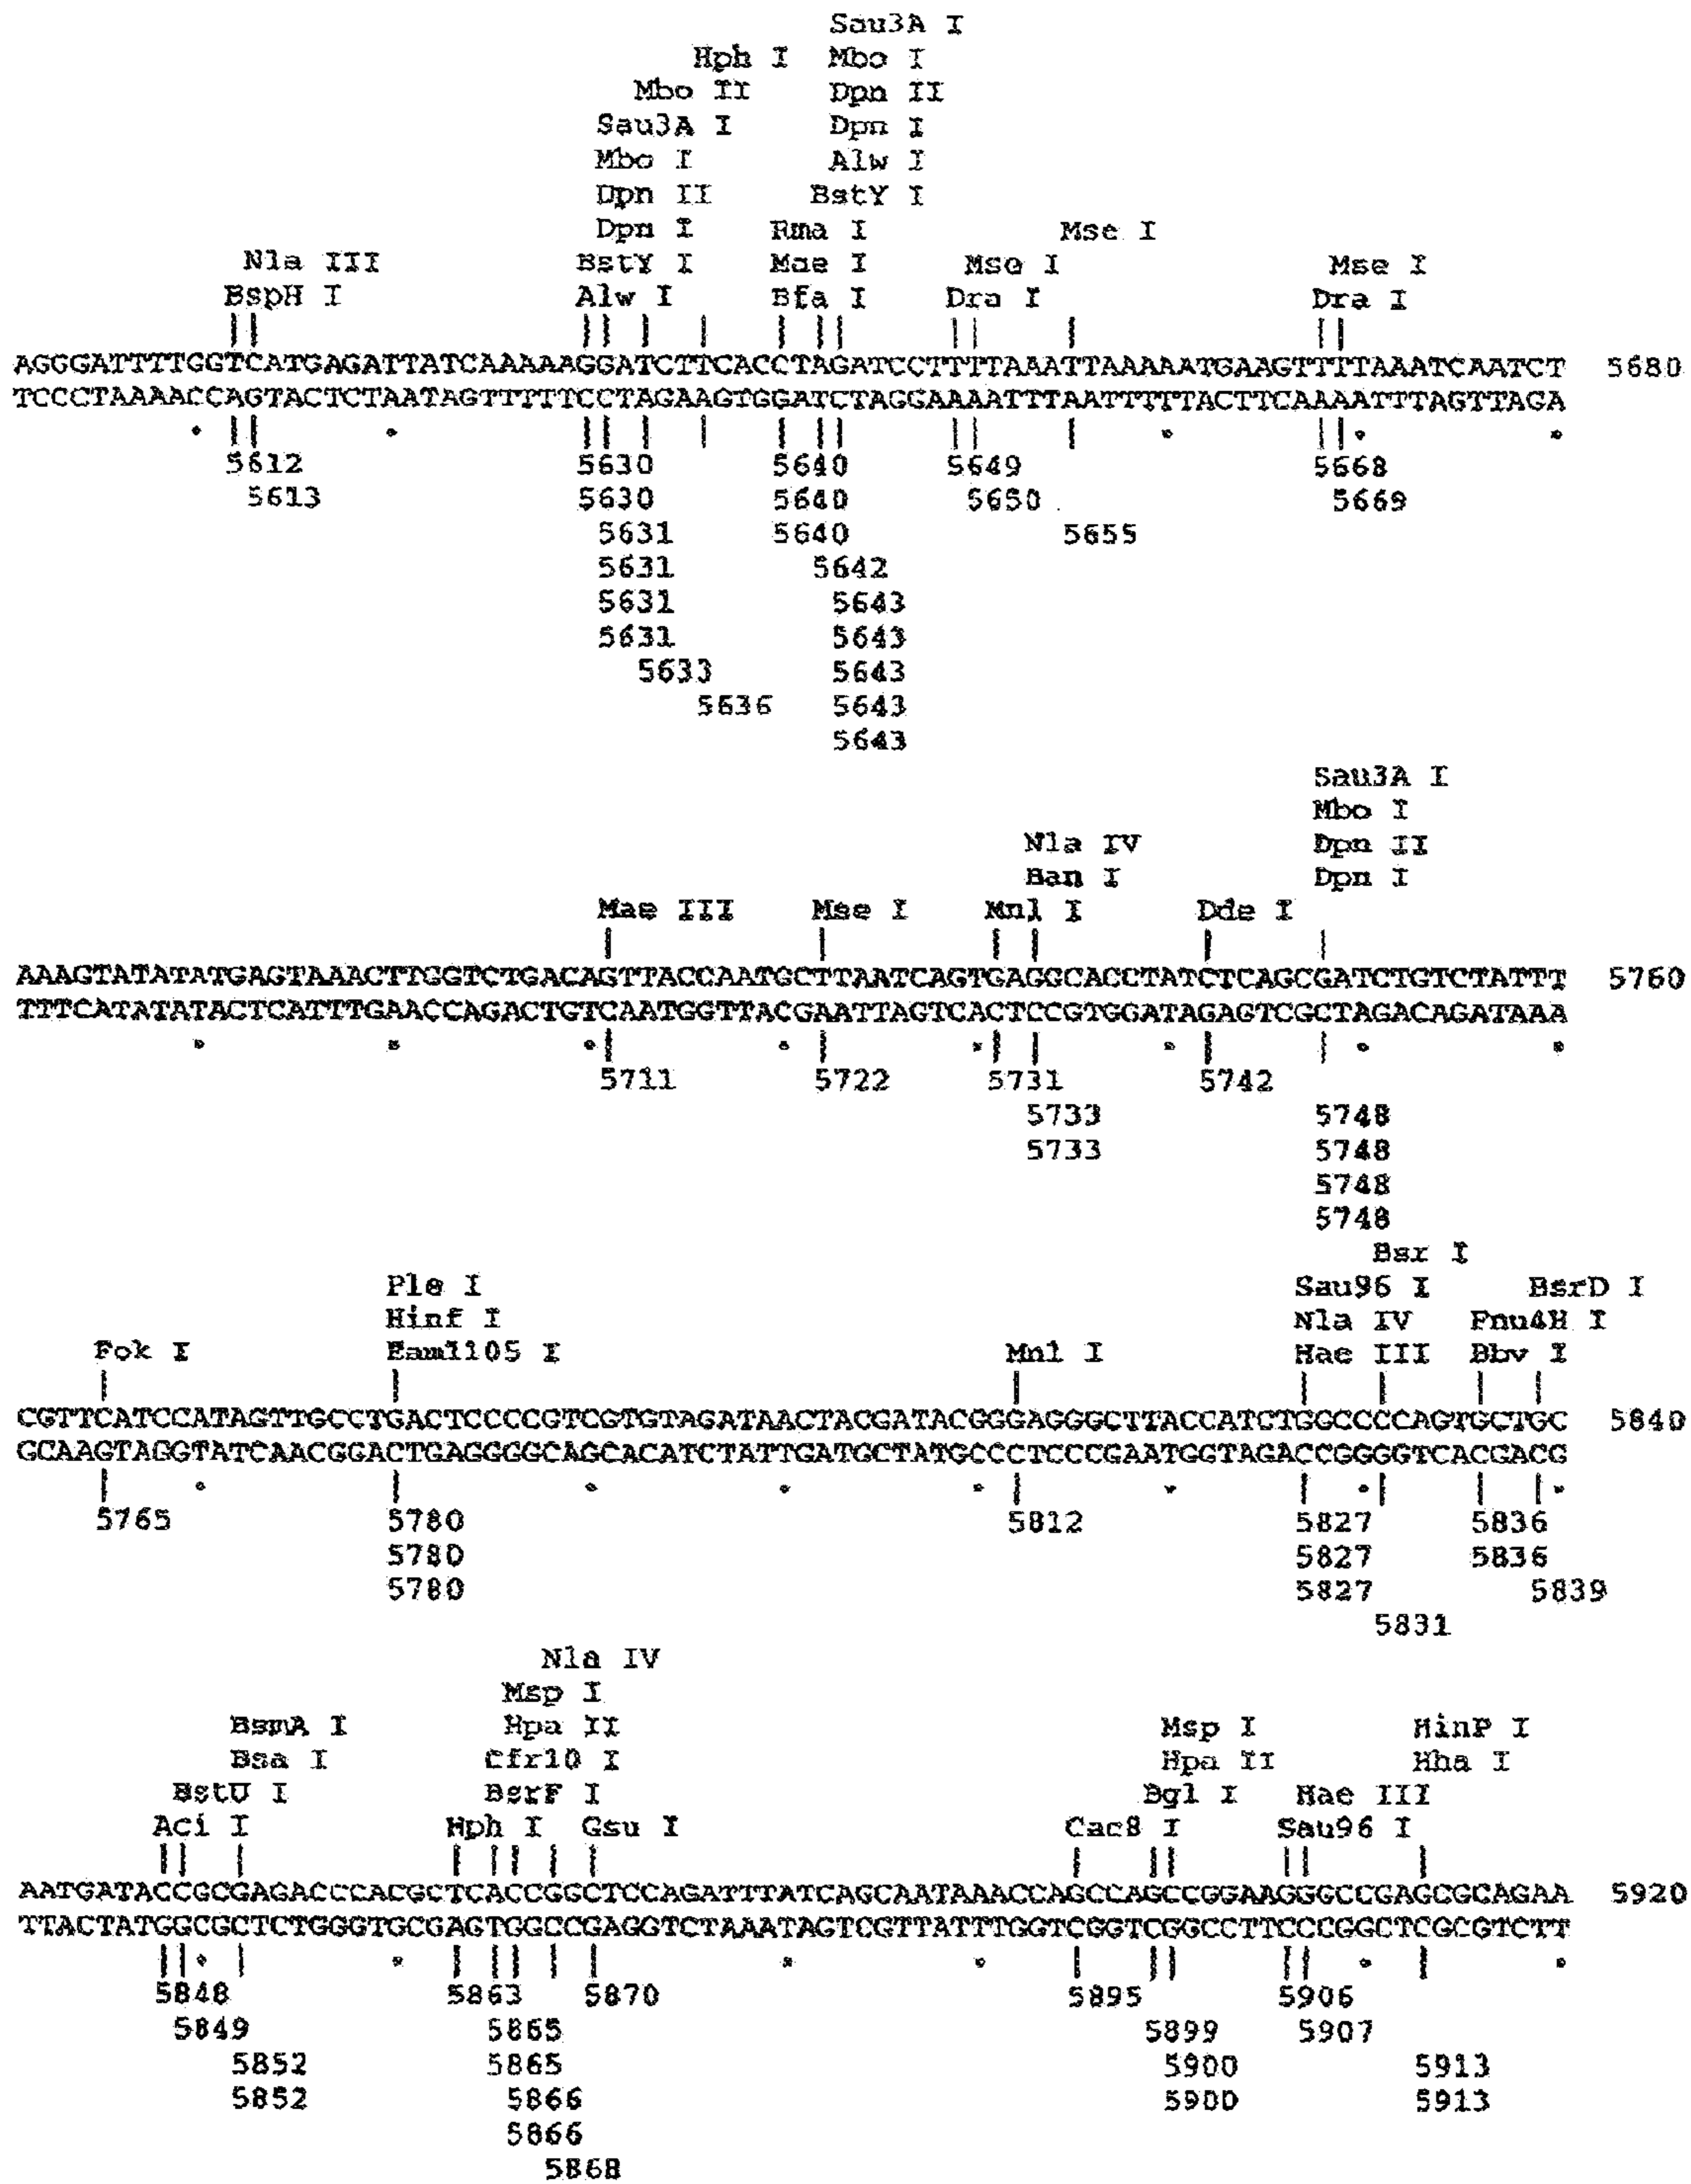 Sau3A I
Hph I Mbo I
Mbo II Dpn II
Sau3A I Dpn I
Mbo I Alw I
Dpn II BstY I
Dpn I Rma I Mse I
Nla III BstY I Mae I Mse I Mse I
BspH I Alw I Bfa I Dra I Dra I
AGGGATTTTGGTCATGAGATTATCAAAAAGGATCTTCACCTAGATCCTTTTAAATTAAAAATGAAGTTTTAAATCAATCT 5680
TCCCTAAAACCAGTACTCTAATAGTTTTTCCTAGAAGTGGATCTAGGAAAATTTAATTTTTACTTCAAAATTTAGTTAGA
5612 5630 5640 5649 5668
5613 5630 5640 5650 5669
5631 5640 5655
5631 5642
5631 5643
5631 5643
5633 5643
5636 5643
5643
Sau3A I
Mbo I
Nla IV Dpn II
Ban I Dpn I
Mae III Mse I Mnl I Dde I
AAAGTATATATGAGTAAACTTGGTCTGACAGTTACCAATGCTTAATCAGTGAGGCACCTATCTCAGCGATCTGTCTATTT 5760
TTTCATATATACTCATTTGAACCAGACTGTCAATGGTTACGAATTAGTCACTCCGTGGATAGAGTCGCTAGACAGATAAA
5711 5722 5731 5742
5733 5748
5733 5748
5748
5748
Bsr I
Ple I Sau96 I BsrD I
Hinf I Nla IV Fnu4H I
Fok I Eam1105 I Mnl I Hae III Bbv I
CGTTCATCCATAGTTGCCTGACTCCCCGTCGTGTAGATAACTACGATACGGGAGGGCTTACCATCTGGCCCCAGTGCTGC 5840
GCAAGTAGGTATCAACGGACTGAGGGGCAGCACATCTATTGATGCTATGCCCTCCCGAATGGTAGACCGGGGTCACGACG
5765 5780 5812 5827 5836
5780 5827 5836
5780 5827 5839
5831
Nla IV
Msp I
BsmA I Hpa II Msp I HinP I
Bsa I Cfr10 I Hpa II Hha I
BstU I BsrF I Bgl I Hae III
Aci I Hph I Gsu I Cac8 I Sau96 I
AATGATACCGCGAGACCCACGCTCACCGGCTCCAGATTTATCAGCAATAAACCAGCCAGCCGGAAGGGCCGAGCGCAGAA 5920
TTACTATGGCGCTCTGGGTGCGAGTGGCCGAGGTCTAAATAGTCGTTATTTGGTCGGTCGGCCTTCCCGGCTCGCGTCTT
5848 5863 5870 5895 5906
5849 5865 5899 5907
5852 5865 5900 5913
5852 5866 5900 5913
5866
5868